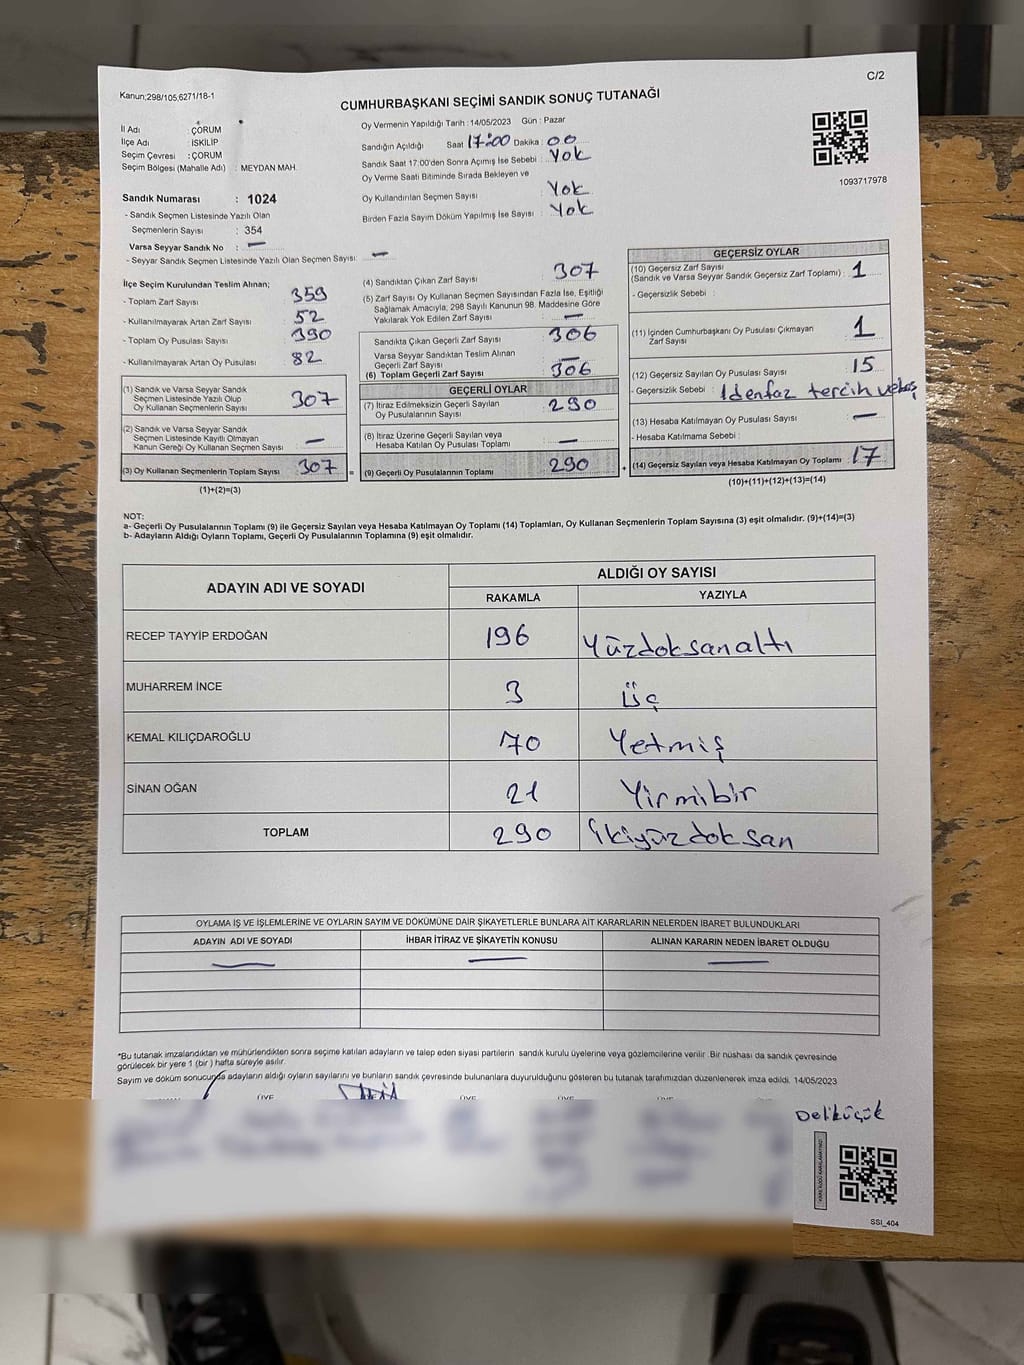 C/2
Kanun;298/105,6271/18-1
CUMHURBAŞKANI SEÇİMİ SANDIK SONUÇ TUTANAĞI
İl Adı : ÇORUM
İlçe Adı : İSKİLİP
Seçim Çevresi : ÇORUM
Seçim Bölgesi (Mahalle Adı) : MEYDAN MAH.
Oy Vermenin Yapıldığı Tarih : 14/05/2023 Gün : Pazar
Sandığın Açıldığı Saat 17:00 Dakika : 00
Sandık Saat 17:00'den Sonra Açımış İse Sebebi : Yok
Oy Verme Saati Bitiminde Sırada Bekleyen ve
Oy Kullandırılan Seçmen Sayısı : Yok
Birden Fazla Sayım Döküm Yapılmış İse Sayısı : Yok
1093717978
Sandık Numarası : 1024
- Sandık Seçmen Listesinde Yazılı Olan
Seçmenlerin Sayısı : 354
Varsa Seyyar Sandık No : —
- Seyyar Sandık Seçmen Listesinde Yazılı Olan Seçmen Sayısı: —
İlçe Seçim Kurulundan Teslim Alınan;
- Toplam Zarf Sayısı 359
- Kullanılmayarak Artan Zarf Sayısı : 52
- Toplam Oy Pusulası Sayısı : 390
- Kullanılmayarak Artan Oy Pusulası : 82
(1) Sandık ve Varsa Seyyar Sandık
Seçmen Listesinde Yazılı Olup
Oy Kullanan Seçmenlerin Sayısı 307
(2) Sandık ve Varsa Seyyar Sandık
Seçmen Listesinde Kayıtlı Olmayan
Kanun Gereği Oy Kullanan Seçmen Sayısı —
(3) Oy Kullanan Seçmenlerin Toplam Sayısı 307
(1)+(2)=(3)
(4) Sandıktan Çıkan Zarf Sayısı : 307
(5) Zarf Sayısı Oy Kullanan Seçmen Sayısından Fazla İse, Eşitliği
Sağlamak Amacıyla, 298 Sayılı Kanunun 98. Maddesine Göre
Yakılarak Yok Edilen Zarf Sayısı : —
Sandıkta Çıkan Geçerli Zarf Sayısı : 306
Varsa Seyyar Sandıktan Teslim Alınan
Geçerli Zarf Sayısı : —
(6) Toplam Geçerli Zarf Sayısı : 306
GEÇERLİ OYLAR
(7) İtiraz Edilmeksizin Geçerli Sayılan
Oy Pusulalarının Sayısı : 290
(8) İtiraz Üzerine Geçerli Sayılan veya
Hesaba Katılan Oy Pusulası Toplamı : —
= (9) Geçerli Oy Pusulalarının Toplamı : 290 +
GEÇERSİZ OYLAR
(10) Geçersiz Zarf Sayısı
(Sandık ve Varsa Seyyar Sandık Geçersiz Zarf Toplamı) : 1
- Geçersizlik Sebebi :
(11) İçinden Cumhurbaşkanı Oy Pusulası Çıkmayan
Zarf Sayısı : 1
(12) Geçersiz Sayılan Oy Pusulası Sayısı : 15
- Geçersizlik Sebebi :
tercih
(13) Hesaba Katılmayan Oy Pusulası Sayısı : —
- Hesaba Katılmama Sebebi :
(14) Geçersiz Sayılan veya Hesaba Katılmayan Oy Toplamı : 17
(10)+(11)+(12)+(13)=(14)
NOT:
a- Geçerli Oy Pusulalarının Toplamı (9) ile Geçersiz Sayılan veya Hesaba Katılmayan Oy Toplamı (14) Toplamları, Oy Kullanan Seçmenlerin Toplam Sayısına (3) eşit olmalıdır. (9)+(14)=(3)
b- Adayların Aldığı Oyların Toplamı, Geçerli Oy Pusulalarının Toplamına (9) eşit olmalıdır.
ADAYIN ADI VE SOYADI ALDIĞI OY SAYISI
RAKAMLA YAZIYLA
RECEP TAYYİP ERDOĞAN 196 Yüzdoksanaltı
MUHARREM İNCE 3 Üç
KEMAL KILIÇDAROĞLU 70 Yetmiş
SİNAN OĞAN 21 Yirmibir
TOPLAM 290 İkiyüzdoksan
OYLAMA İŞ VE İŞLEMLERİNE VE OYLARIN SAYIM VE DÖKÜMÜNE DAİR ŞİKAYETLERLE BUNLARA AİT KARARLARIN NELERDEN İBARET BULUNDUKLARI
ADAYIN ADI VE SOYADI İHBAR İTİRAZ VE ŞİKAYETİN KONUSU ALINAN KARARIN NEDEN İBARET OLDUĞU
— — —
*Bu tutanak imzalandıktan ve mühürlendikten sonra seçime katılan adayların ve talep eden siyasi partilerin sandık kurulu üyelerine veya gözlemcilerine verilir. Bir nüshası da sandık çevresinde
görülecek bir yere 1 (bir ) hafta süreyle asılır.
Sayım ve döküm sonucunda adayların aldığı oyların sayılarını ve bunların sandık çevresinde bulunanlara duyurulduğunu gösteren bu tutanak tarafımızdan düzenlenerek imza edildi. 14/05/2023
ÜYE ÜYE ÜYE ÜYE
Deliküçük
SSI_404